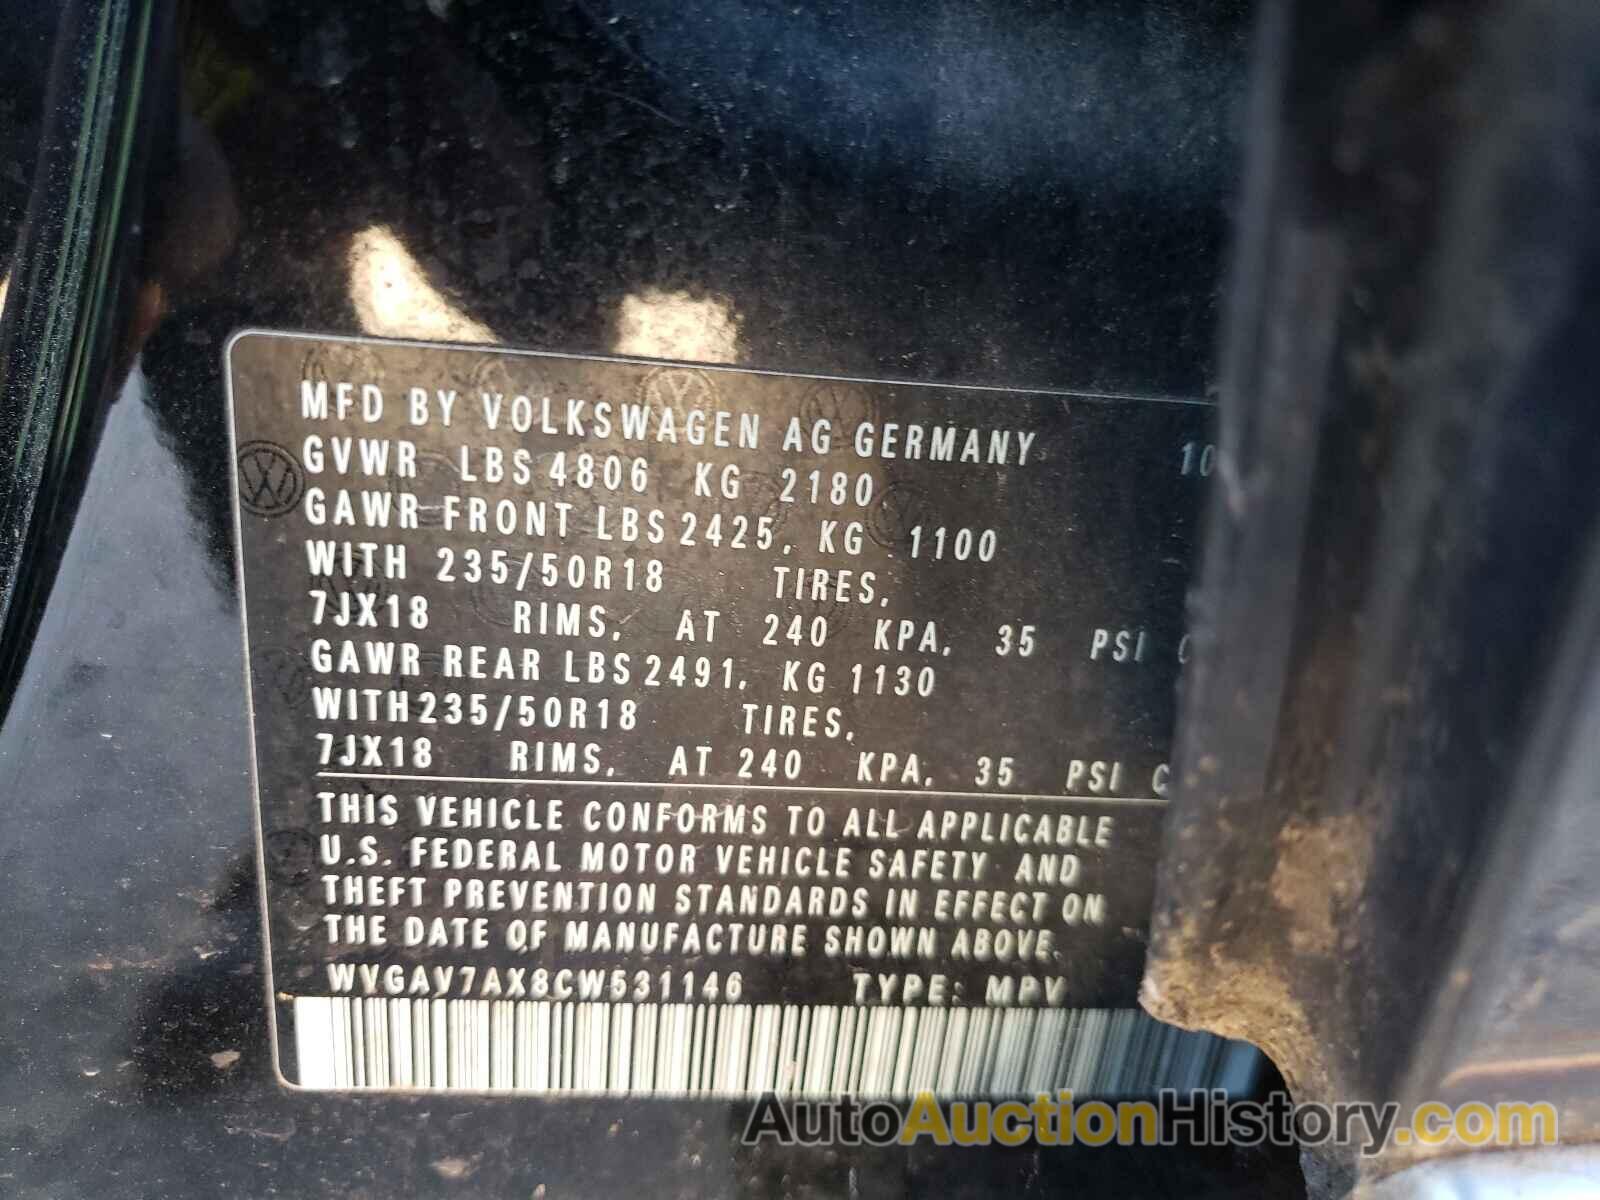 MFD BY VOLKSWAGEN AG GERMANY 10
GVWR LBS 4806 KG 2180
GAWR FRONT LBS 2425, KG 1100
WITH 235/50R18 TIRES,
7JX18 RIMS, AT 240 KPA, 35 PSI C
GAWR REAR LBS 2491, KG 1130
WITH235/50R18 TIRES,
7JX18 RIMS, AT 240 KPA, 35 PSI C
THIS VEHICLE CONFORMS TO ALL APPLICABLE
U.S. FEDERAL MOTOR VEHICLE SAFETY AND
THEFT PREVENTION STANDARDS IN EFFECT ON
THE DATE OF MANUFACTURE SHOWN ABOVE.
WVGAV7AX8CW531146 TYPE: MPV
AutoAuctionHistory.com